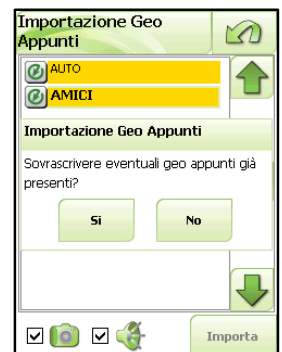 Importazione Geo
Appunti
AUTO
AMICI
Importazione Geo Appunti
Sovrascrivere eventuali geo appunti già
presenti?
Si
No
Importa